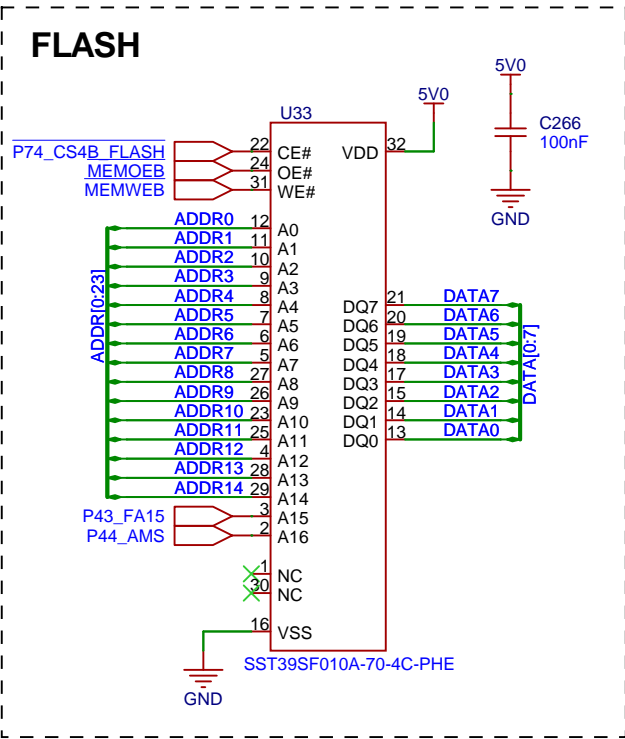 FLASH
5V0
5V0
U33
C266
100nF
P74_CS4B_FLASH 22 CE# VDD 32
MEMOEB 24 OE#
MEMWEB 31 WE#
GND
ADDR0 12 A0
ADDR1 11 A1
ADDR2 10 A2
ADDR3 9 A3
ADDR4 8 A4 DQ7 21 DATA7
ADDR5 7 A5 DQ6 20 DATA6
ADDR6 6 A6 DQ5 19 DATA5
ADDR7 5 A7 DQ4 18 DATA4
ADDR8 27 A8 DQ3 17 DATA3
ADDR9 26 A9 DQ2 15 DATA2
ADDR10 23 A10 DQ1 14 DATA1
ADDR11 25 A11 DQ0 13 DATA0
ADDR12 4 A12
ADDR13 28 A13
ADDR14 29 A14
ADDR[0:23]
DATA[0:7]
P43_FA15 3 A15
P44_AMS 2 A16
1 NC
30 NC
16 VSS
SST39SF010A-70-4C-PHE
GND